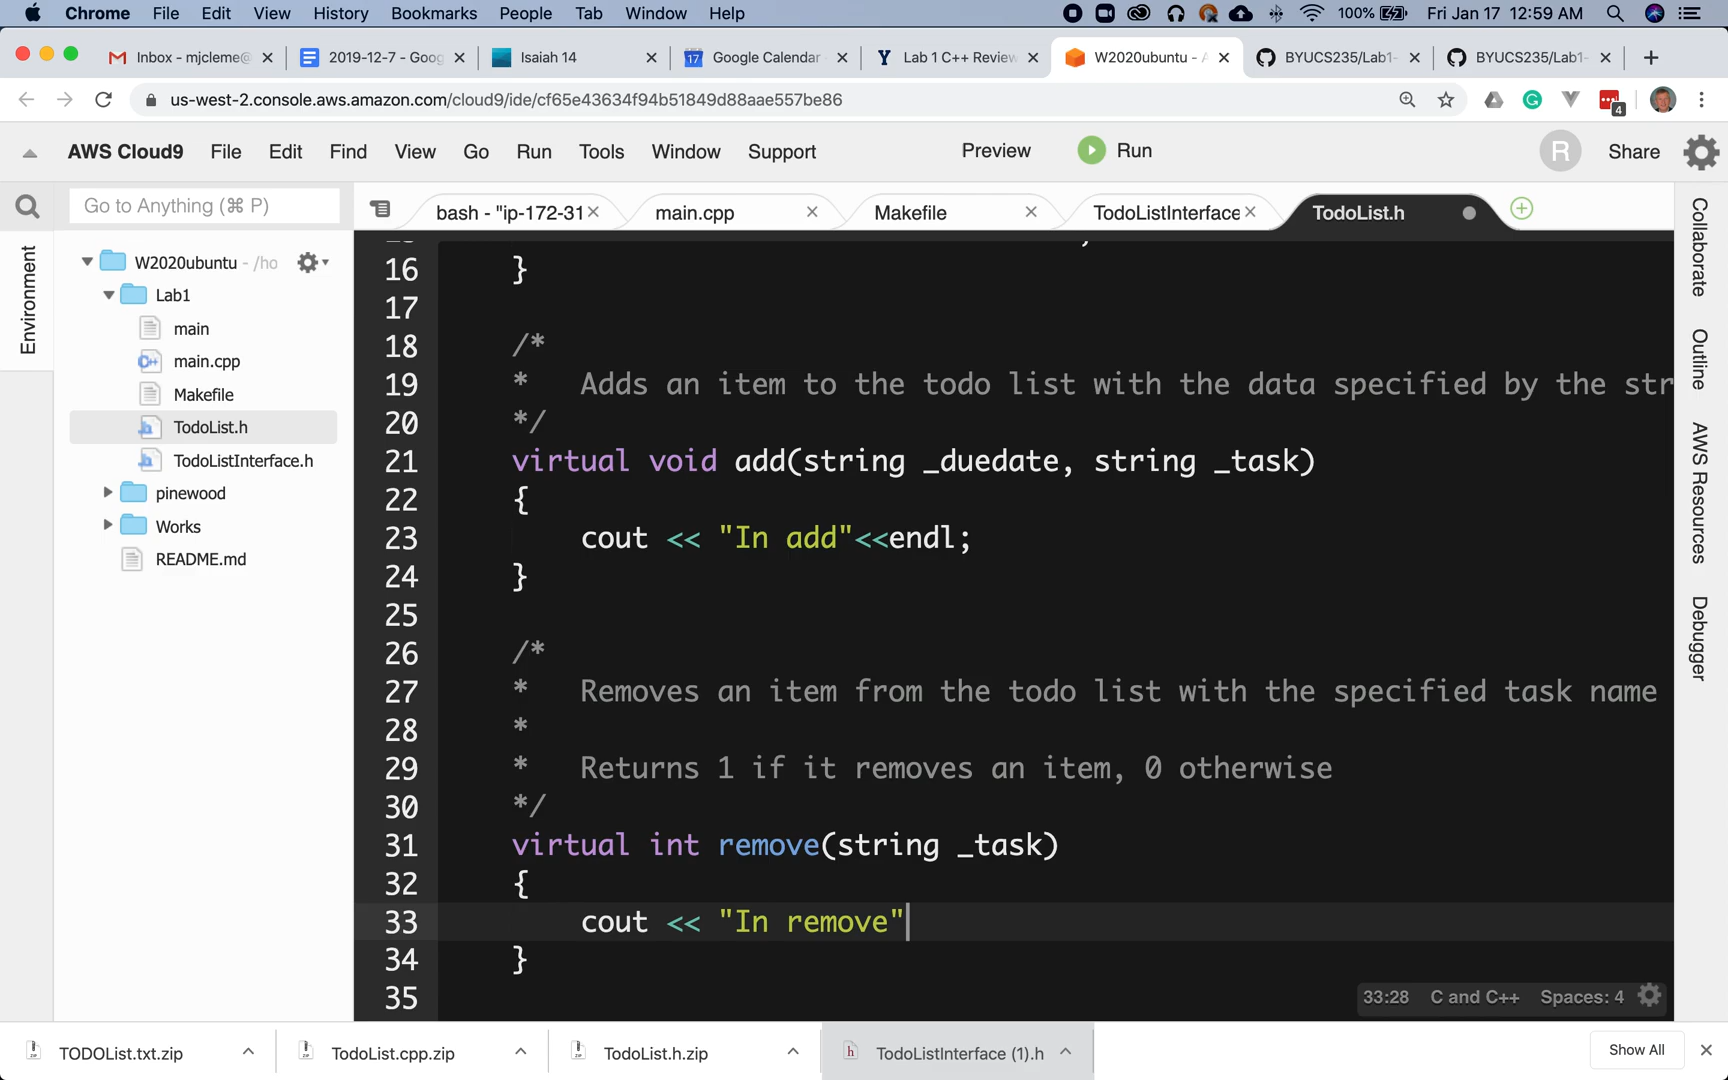 Chrome File Edit View History Bookmarks People Tab Window Help 100% Fri Jan 17 12:59 AM
Inbox - mjcleme@ 2019-12-7 - Goog Isaiah 14 17 Google Calendar Lab 1 C++ Review W2020ubuntu - A BYUCS235/Lab1- BYUCS235/Lab1-
us-west-2.console.aws.amazon.com/cloud9/ide/cf65e43634f94b51849d88aae557be86 4
AWS Cloud9 File Edit Find View Go Run Tools Window Support Preview Run R Share
Go to Anything (⌘ P) bash - "ip-172-31 main.cpp Makefile TodoListInterface TodoList.h
Environment
W2020ubuntu - /ho
Lab1
main
main.cpp
Makefile
TodoList.h
TodoListInterface.h
pinewood
Works
README.md
16 }
17
18 /*
19 * Adds an item to the todo list with the data specified by the str
20 */
21 virtual void add(string _duedate, string _task)
22 {
23 cout << "In add"<<endl;
24 }
25
26 /*
27 * Removes an item from the todo list with the specified task name
28 *
29 * Returns 1 if it removes an item, 0 otherwise
30 */
31 virtual int remove(string _task)
32 {
33 cout << "In remove"
34 }
35
33:28 C and C++ Spaces: 4
Collaborate
Outline
AWS Resources
Debugger
TODOList.txt.zip TodoList.cpp.zip TodoList.h.zip h TodoListInterface (1).h Show All